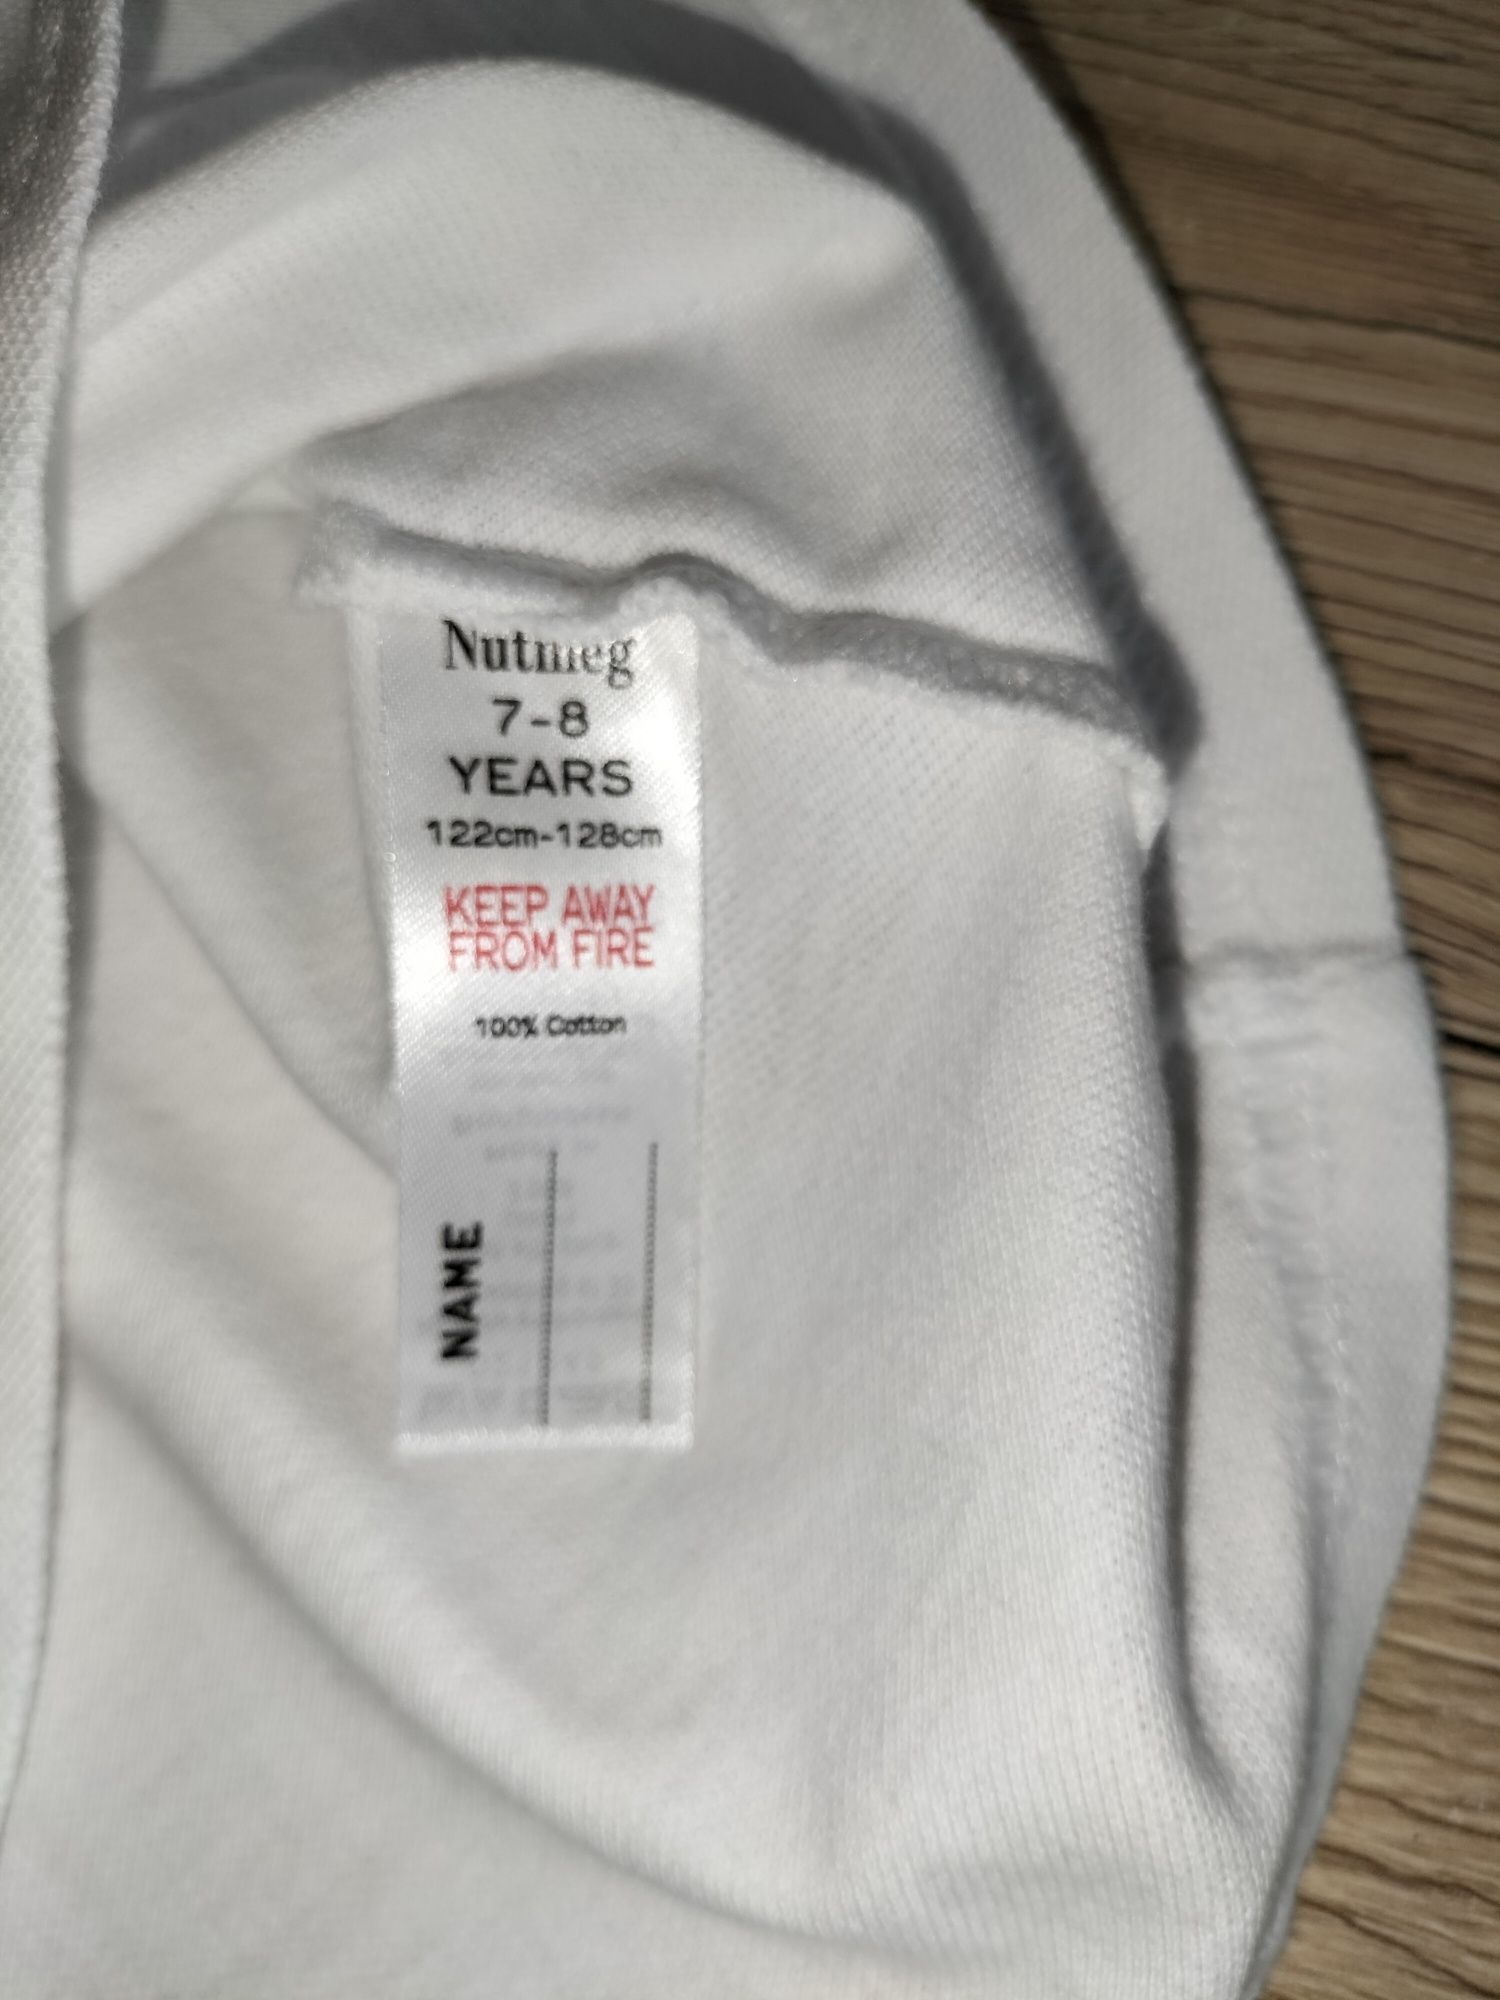 Nutmeg
7-8
YEARS
122cm-128cm
KEEP AWAY
FROM FIRE
100% Cotton
NAME